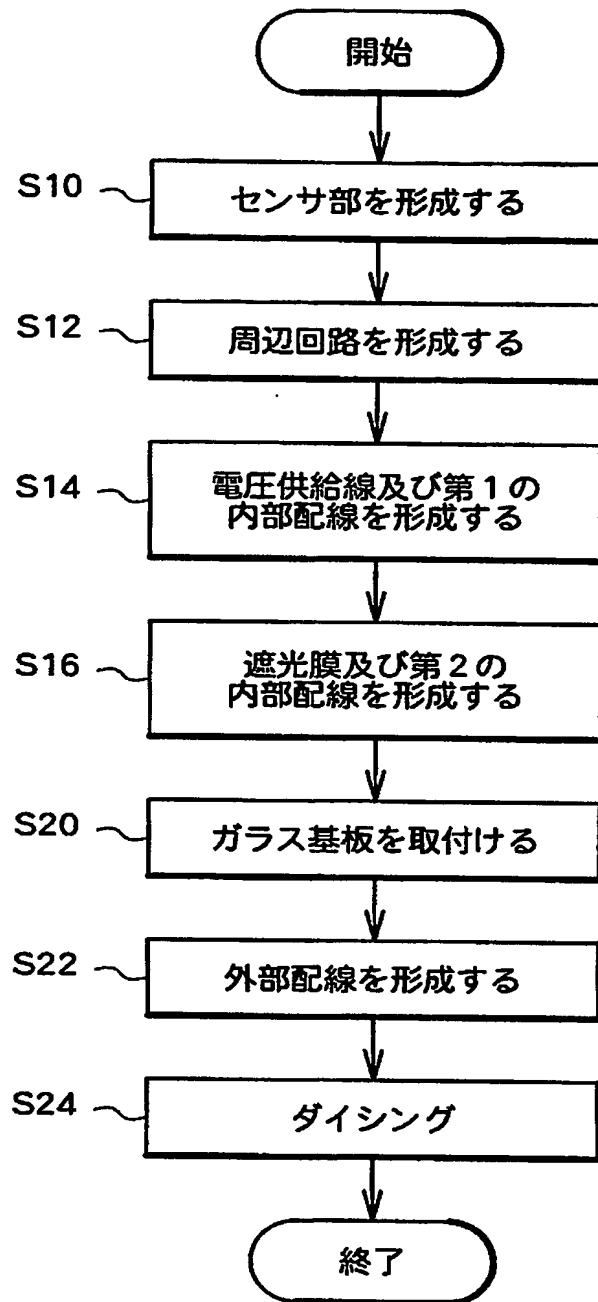 開始
S10
センサ部を形成する
S12
周辺回路を形成する
S14
電圧供給線及び第1の
内部配線を形成する
S16
遮光膜及び第2の
内部配線を形成する
S20
ガラス基板を取付ける
S22
外部配線を形成する
S24
ダイシング
終了